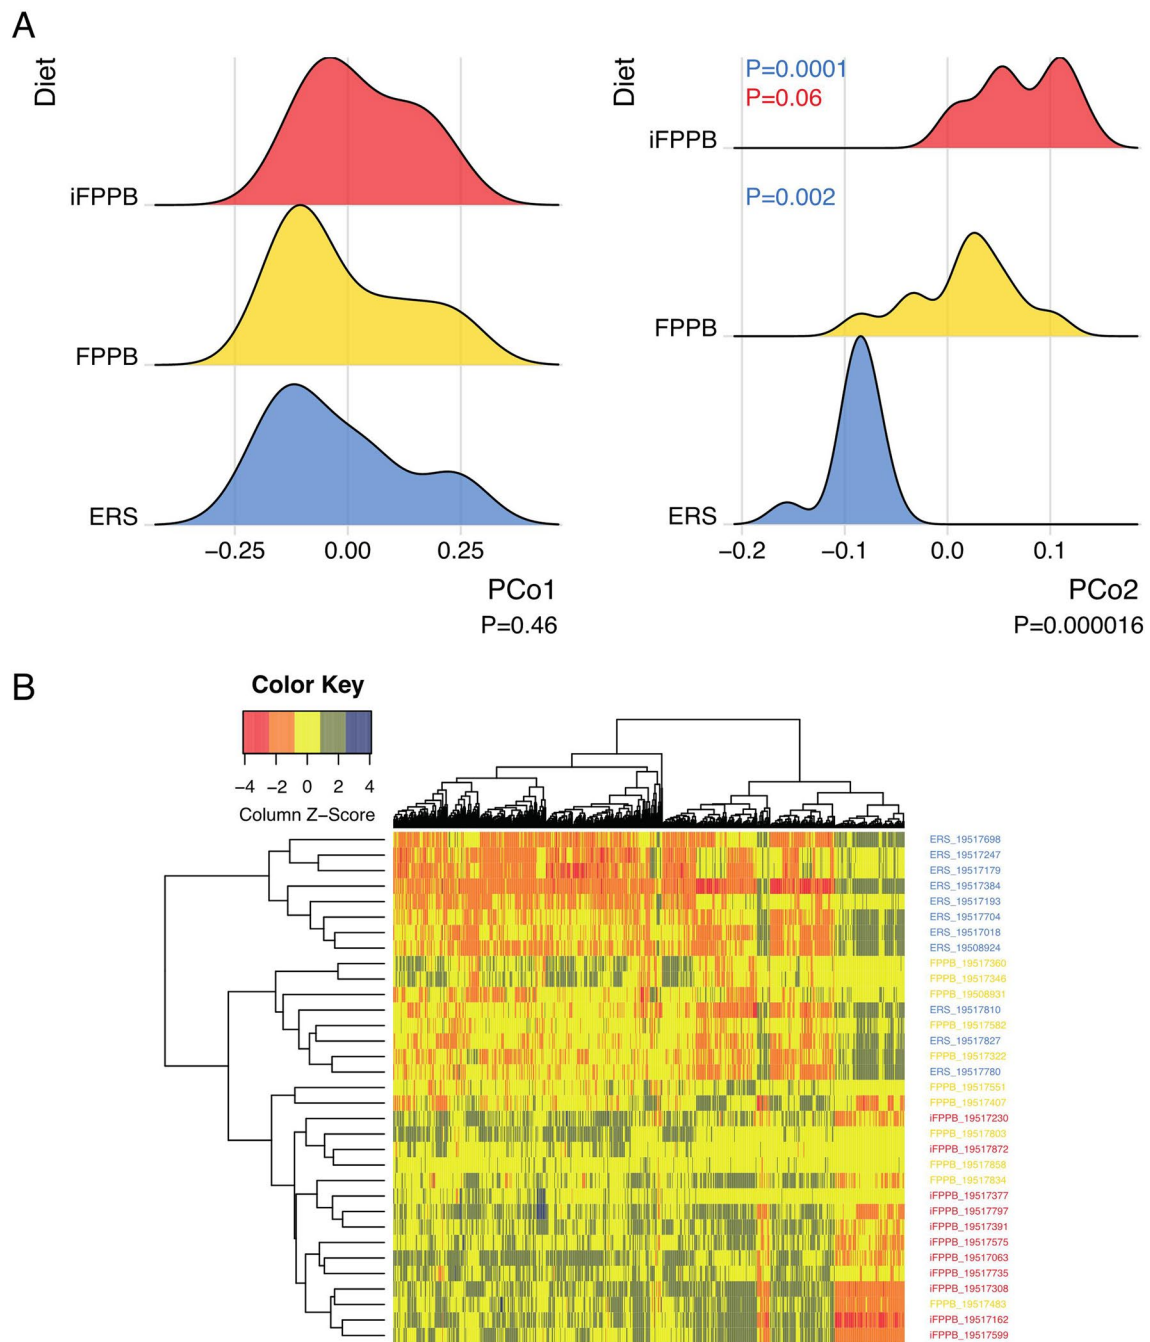 A
Diet
iFPPB
FPPB
ERS
−0.25 0.00 0.25
PCo1
P=0.46
Diet
P=0.0001
P=0.06
iFPPB
P=0.002
FPPB
ERS
−0.2 −0.1 0.0 0.1
PCo2
P=0.000016
B
Color Key
−4 −2 0 2 4
Column Z−Score
ERS_19517698
ERS_19517247
ERS_19517179
ERS_19517384
ERS_19517193
ERS_19517704
ERS_19517018
ERS_19508924
FPPB_19517360
FPPB_19517346
FPPB_19508931
ERS_19517810
FPPB_19517582
ERS_19517827
FPPB_19517322
ERS_19517780
FPPB_19517551
FPPB_19517407
iFPPB_19517230
FPPB_19517803
iFPPB_19517872
FPPB_19517858
FPPB_19517834
iFPPB_19517377
iFPPB_19517797
iFPPB_19517391
iFPPB_19517575
iFPPB_19517063
iFPPB_19517735
iFPPB_19517308
FPPB_19517483
iFPPB_19517162
iFPPB_19517599